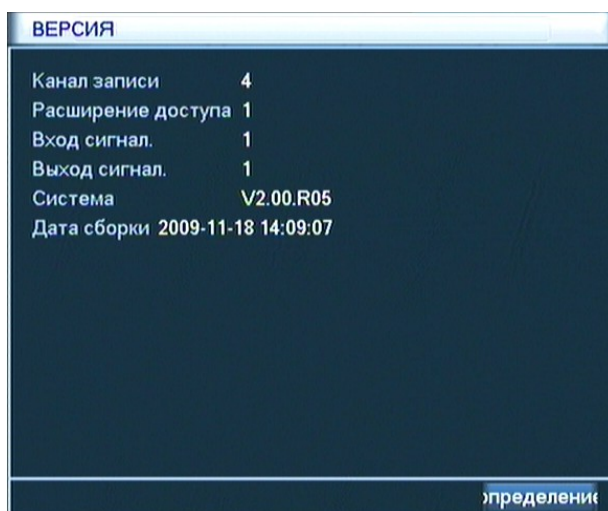 ВЕРСИЯ
Канал записи 4
Расширение доступа 1
Вход сигнал. 1
Выход сигнал. 1
Система V2.00.R05
Дата сборки 2009-11-18 14:09:07